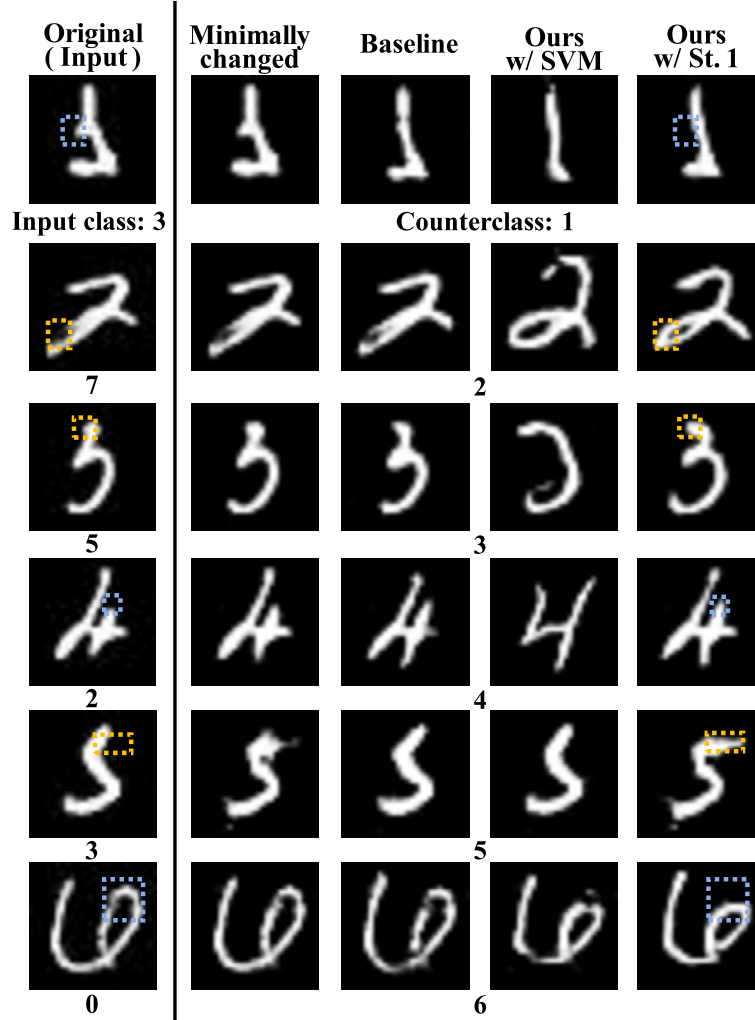 Original
( Input )
Minimally
changed
Baseline
Ours
w/ SVM
Ours
w/ St. 1
Input class: 3
Counterclass: 1
7
2
5
3
2
4
3
5
0
6